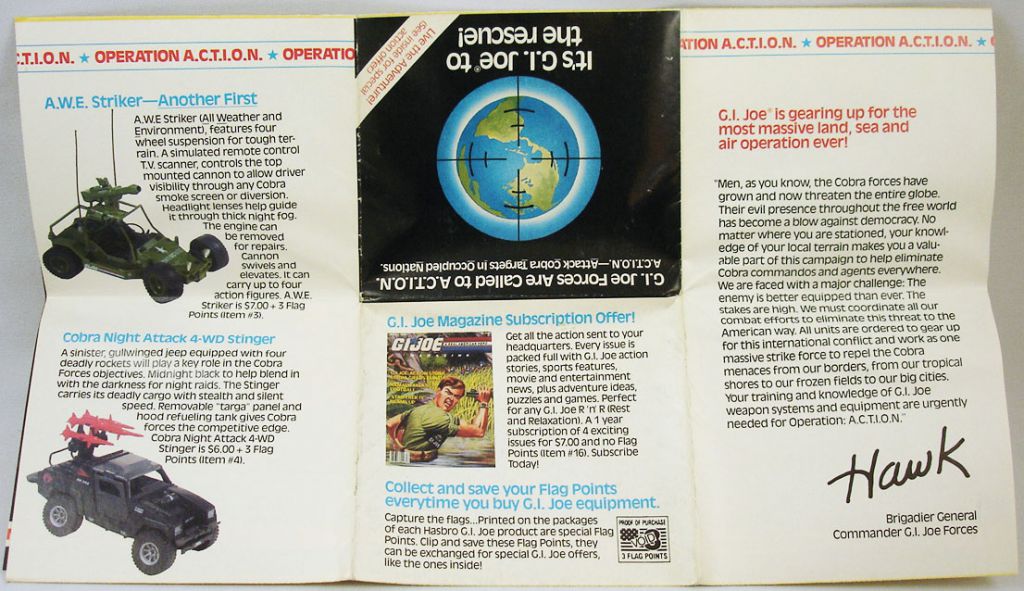 C.T.I.O.N. ★ OPERATION A.C.T.I.O.N. ★ OPERATIO
A.W.E. Striker—Another First
A.W.E Striker (All Weather and
Environment), features four
wheel suspension for tough ter-
rain. A simulated remote control
T.V. scanner, controls the top
mounted cannon to allow driver
visibility through any Cobra
smoke screen or diversion.
Headlight lenses help guide
it through thick night fog.
The engine can
be removed
for repairs.
Cannon
swivels and
elevates. It can
carry up to four
action figures. A.W.E.
Striker is $7.00 + 3 Flag
Points (Item #3).
Cobra Night Attack 4-WD Stinger
A sinister, gullwinged jeep equipped with four
deadly rockets will play a key role in the Cobra
Forces objectives. Midnight black to help blend in
with the darkness for night raids. The Stinger
carries its deadly cargo with stealth and silent
speed. Removable "targa" panel and
hood refueling tank gives Cobra
forces the competitive edge.
Cobra Night Attack 4-WD
Stinger is $6.00 + 3 Flag
Points (Item #4).
It's G.I. Joe® to
the rescue!
Live the Adventure!
(See inside for special
action offer.)
G.I. Joe Forces Are Called to A.C.T.I.O.N.
A.C.T.I.O.N.—Attack Cobra Targets in Occupied Nations.
G.I. Joe Magazine Subscription Offer!
G.I. JOE
A REAL AMERICAN HERO
Get all the action sent to your
headquarters. Every issue is
packed full with G.I. Joe action
stories, sports features,
movie and entertainment
news, plus adventure ideas,
puzzles and games. Perfect
for any G.I. Joe R 'n' R (Rest
and Relaxation). A 1 year
subscription of 4 exciting
issues for $7.00 and no Flag
Points (Item #16). Subscribe
Today!
Collect and save your Flag Points
everytime you buy G.I. Joe equipment.
Capture the flags...Printed on the packages
of each Hasbro G.I. Joe product are special Flag
Points. Clip and save these Flag Points, they
can be exchanged for special G.I. Joe offers,
like the ones inside!
PROOF OF PURCHASE
VOID
3 FLAG POINTS
ATION A.C.T.I.O.N. ★ OPERATION A.C.T.I.O.N. ★
G.I. Joe® is gearing up for the
most massive land, sea and
air operation ever!
"Men, as you know, the Cobra forces have
grown and now threaten the entire globe.
Their evil presence throughout the free world
has become a blow against democracy. No
matter where you are stationed, your knowl-
edge of your local terrain makes you a valu-
able part of this campaign to help eliminate
Cobra commandos and agents everywhere.
We are faced with a major challenge: The
enemy is better equipped than ever. The
stakes are high. We must coordinate all our
combat efforts to eliminate this threat to the
American way. All units are ordered to gear up
for this international conflict and work as one
massive strike force to repel the Cobra
menaces from our borders, from our tropical
shores to our frozen fields to our big cities.
Your training and knowledge of G.I. Joe
weapon systems and equipment are urgently
needed for Operation: A.C.T.I.O.N."
Hawk
Brigadier General
Commander G.I. Joe Forces